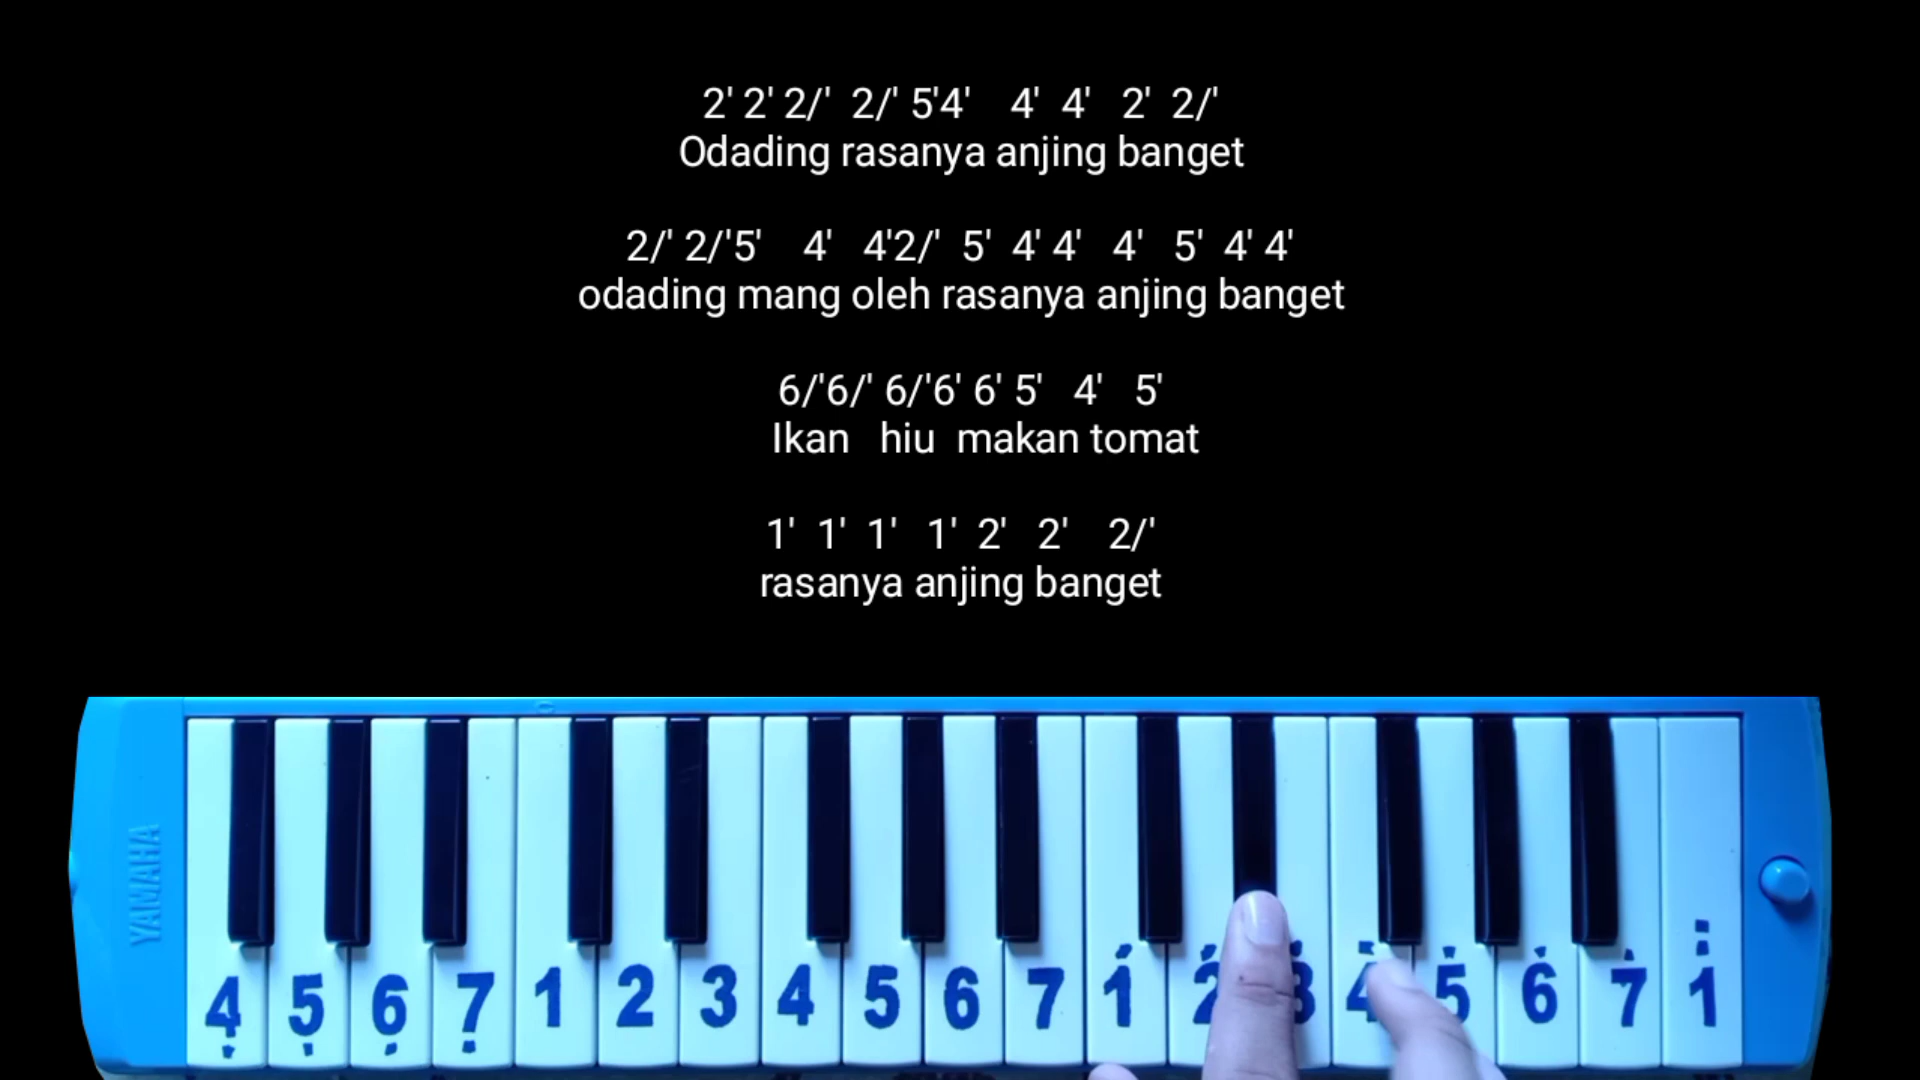 2' 2' 2/' 2/' 5'4' 4' 4' 2' 2/'
Odading rasanya anjing banget
2/' 2/'5' 4' 4'2/' 5' 4' 4' 4' 5' 4' 4'
odading mang oleh rasanya anjing banget
6/'6/' 6/'6' 6' 5' 4' 5'
Ikan hiu makan tomat
1' 1' 1' 1' 2' 2' 2/'
rasanya anjing banget
YAMAHA
4 5 6 7 1 2 3 4 5 6 7 1 2 3 4 5 6 7 1